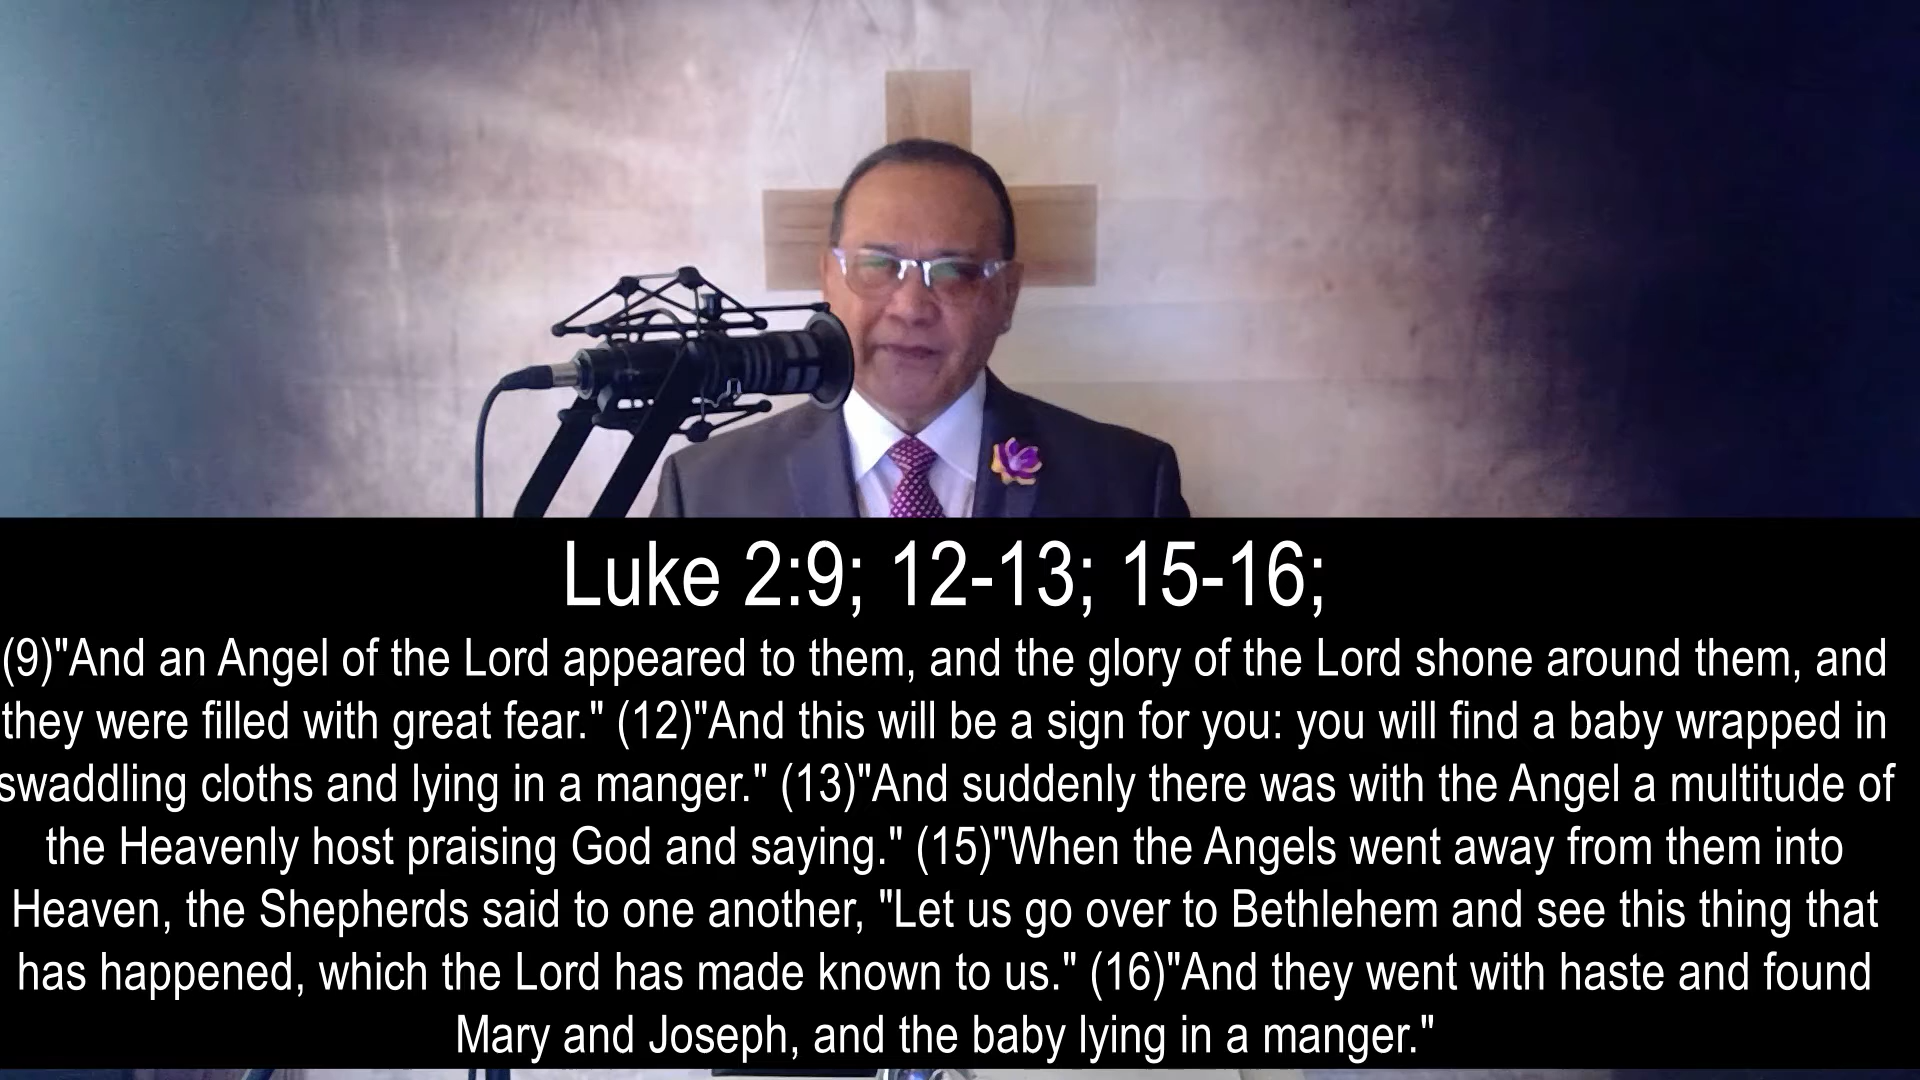 Luke 2:9; 12-13; 15-16;
(9)"And an Angel of the Lord appeared to them, and the glory of the Lord shone around them, and
they were filled with great fear." (12)"And this will be a sign for you: you will find a baby wrapped in
swaddling cloths and lying in a manger." (13)"And suddenly there was with the Angel a multitude of
the Heavenly host praising God and saying." (15)"When the Angels went away from them into
Heaven, the Shepherds said to one another, "Let us go over to Bethlehem and see this thing that
has happened, which the Lord has made known to us." (16)"And they went with haste and found
Mary and Joseph, and the baby lying in a manger."